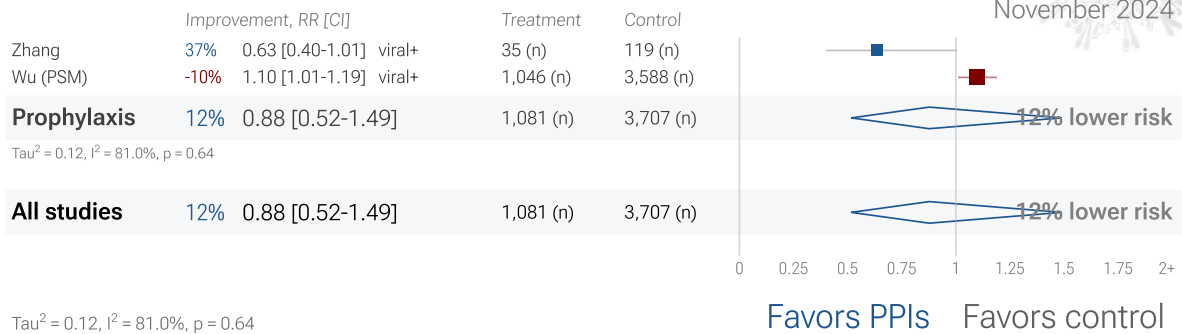 November 2024
Improvement, RR [CI] Treatment Control
Zhang 37% 0.63 [0.40-1.01] viral+ 35 (n) 119 (n)
Wu (PSM) -10% 1.10 [1.01-1.19] viral+ 1,046 (n) 3,588 (n)
Prophylaxis 12% 0.88 [0.52-1.49] 1,081 (n) 3,707 (n) 12% lower risk
Tau² = 0.12, I² = 81.0%, p = 0.64
All studies 12% 0.88 [0.52-1.49] 1,081 (n) 3,707 (n) 12% lower risk
0 0.25 0.5 0.75 1 1.25 1.5 1.75 2+
Tau² = 0.12, I² = 81.0%, p = 0.64 Favors PPIs Favors control